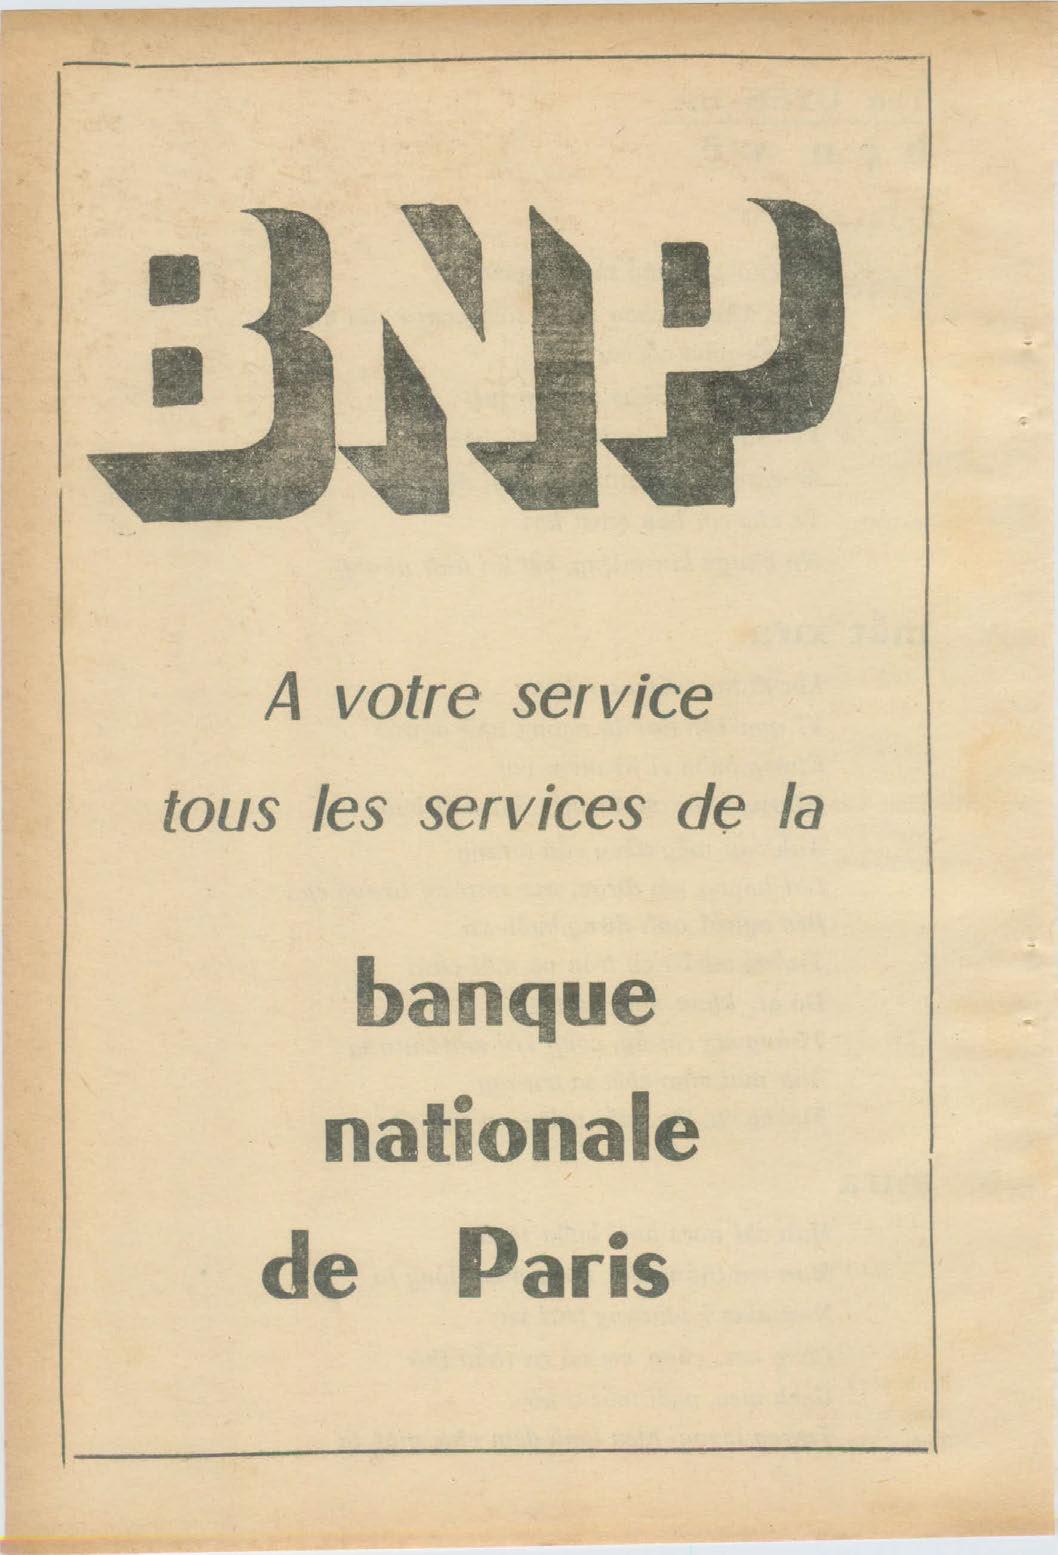 BNP
A votre service
tous les services de la
banque
nationale
de Paris